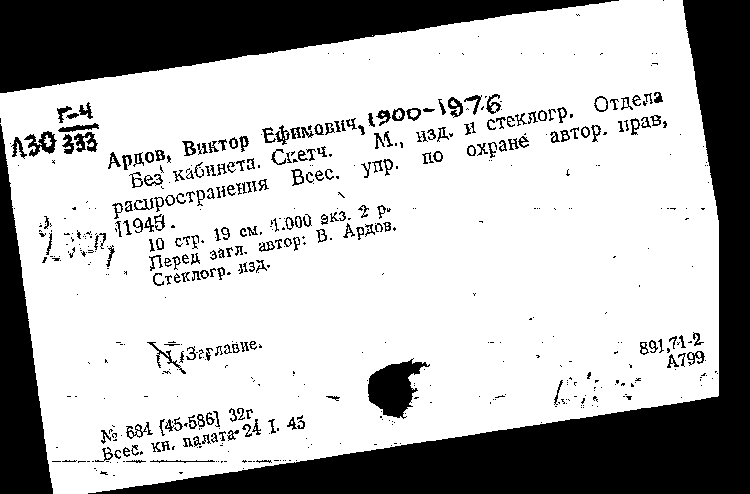 Г-4
Л30 333
Ардов, Виктор Ефимович, 1900-1976
Без кабинета. Скетч. М., изд. и стеклогр. Отдела
распространения Всес. упр. по охране автор. прав,
[1945].
10 стр. 19 см. 1.000 экз. 2 р.
Перед загл. автор: В. Ардов.
Стеклогр. изд.
(1) Заглавие.
891,71-2
А799
№ 684 [45-586] 32г
Всес. кн. палата 24 I. 45